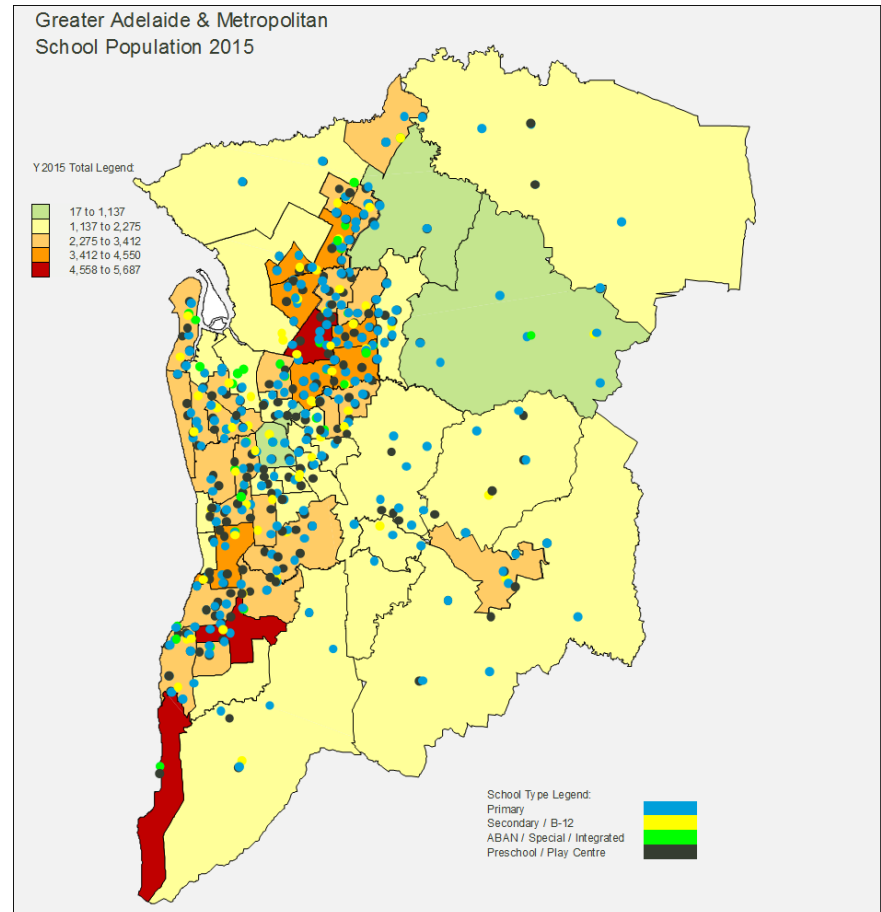 Greater Adelaide & Metropolitan
School Population 2015
Y2015 Total Legend:
17 to 1,137
1,137 to 2,275
2,275 to 3,412
3,412 to 4,550
4,558 to 5,687
School Type Legend:
Primary
Secondary / B-12
ABAN / Special / Integrated
Preschool / Play Centre